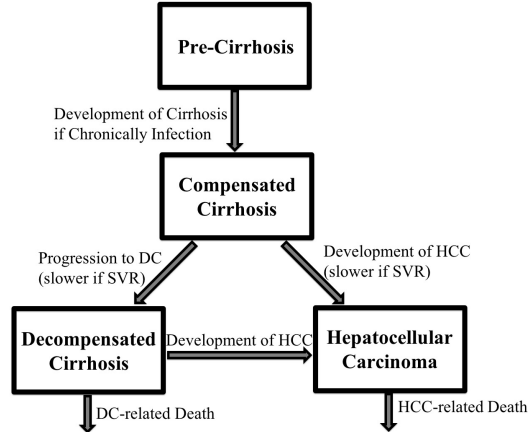 Pre-Cirrhosis
Development of Cirrhosis
if Chronically Infection
Compensated
Cirrhosis
Progression to DC
(slower if SVR)
Development of HCC
(slower if SVR)
Decompensated
Cirrhosis
Development of HCC
Hepatocellular
Carcinoma
DC-related Death
HCC-related Death